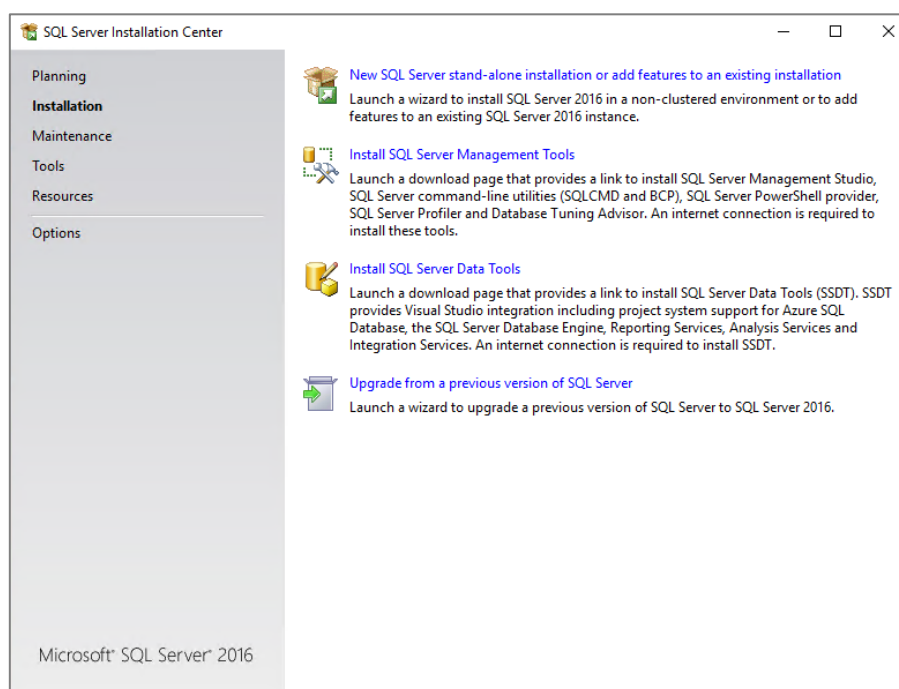 SQL Server Installation Center
Planning
Installation
Maintenance
Tools
Resources
Options
New SQL Server stand-alone installation or add features to an existing installation
Launch a wizard to install SQL Server 2016 in a non-clustered environment or to add
features to an existing SQL Server 2016 instance.
Install SQL Server Management Tools
Launch a download page that provides a link to install SQL Server Management Studio,
SQL Server command-line utilities (SQLCMD and BCP), SQL Server PowerShell provider,
SQL Server Profiler and Database Tuning Advisor. An internet connection is required to
install these tools.
Install SQL Server Data Tools
Launch a download page that provides a link to install SQL Server Data Tools (SSDT). SSDT
provides Visual Studio integration including project system support for Azure SQL
Database, the SQL Server Database Engine, Reporting Services, Analysis Services and
Integration Services. An internet connection is required to install SSDT.
Upgrade from a previous version of SQL Server
Launch a wizard to upgrade a previous version of SQL Server to SQL Server 2016.
Microsoft® SQL Server® 2016